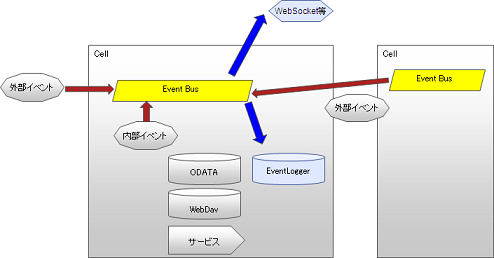 WebSocket等
Cell
Cell
外部イベント
Event Bus
Event Bus
外部イベント
内部イベント
ODATA
EventLogger
WebDav
サービス